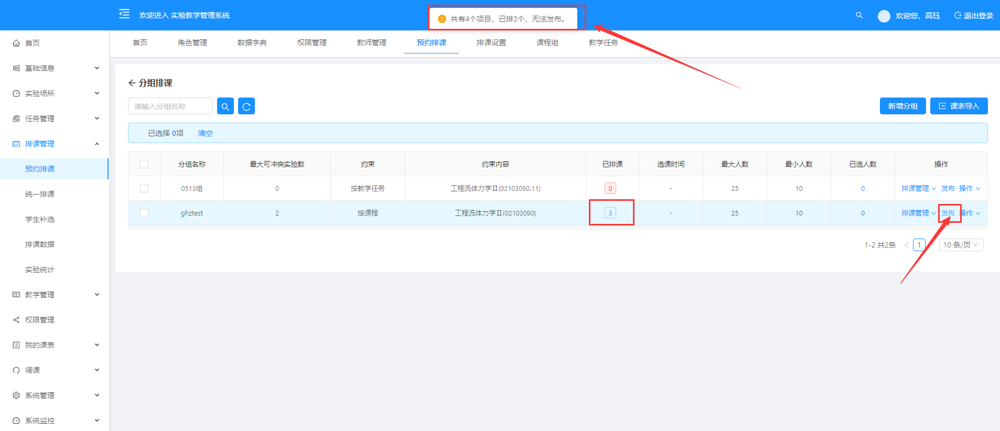 欢迎进入 实验教学管理系统
共有4个项目，已排3个，无法发布。
欢迎您，高珏
退出登录
首页
基础信息
实验场所
任务管理
排课管理
预约排课
统一排课
学生补选
排课数据
实验统计
教学管理
权限管理
我的课表
调课
系统管理
系统监控
首页 角色管理 数据字典 权限管理 教师管理 预约排课 排课设置 课程组 教学任务
分组排课
请输入分组名称
新增分组 课表导入
已选择 0项 清空
分组名称 最大可冲突实验数 约束 约束内容 已排课 选课时间 最大人数 最小人数 已选人数 操作
0513组 0 按教学任务 工程流体力学Ⅱ(02103090.11) 0 - 25 10 0 排课管理 发布 操作
ghztest 2 按课程 工程流体力学Ⅱ(02103090) 3 - 25 10 0 排课管理 发布 操作
1-2 共2条 1 10 条/页